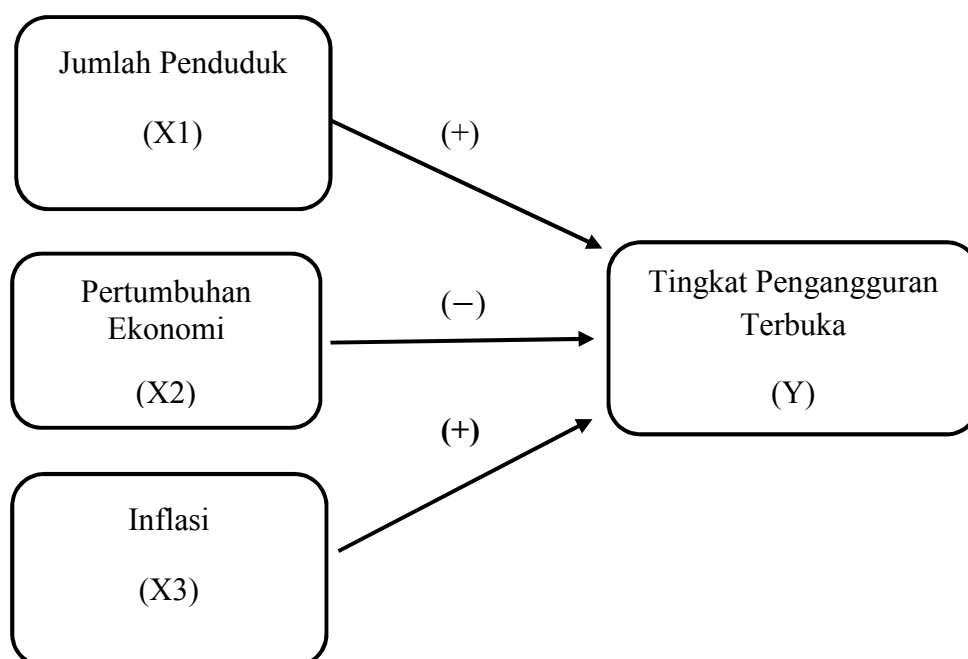 Jumlah Penduduk
(X1)
(+)
Pertumbuhan
Ekonomi
(X2)
(−)
Inflasi
(X3)
(+)
Tingkat Pengangguran
Terbuka
(Y)